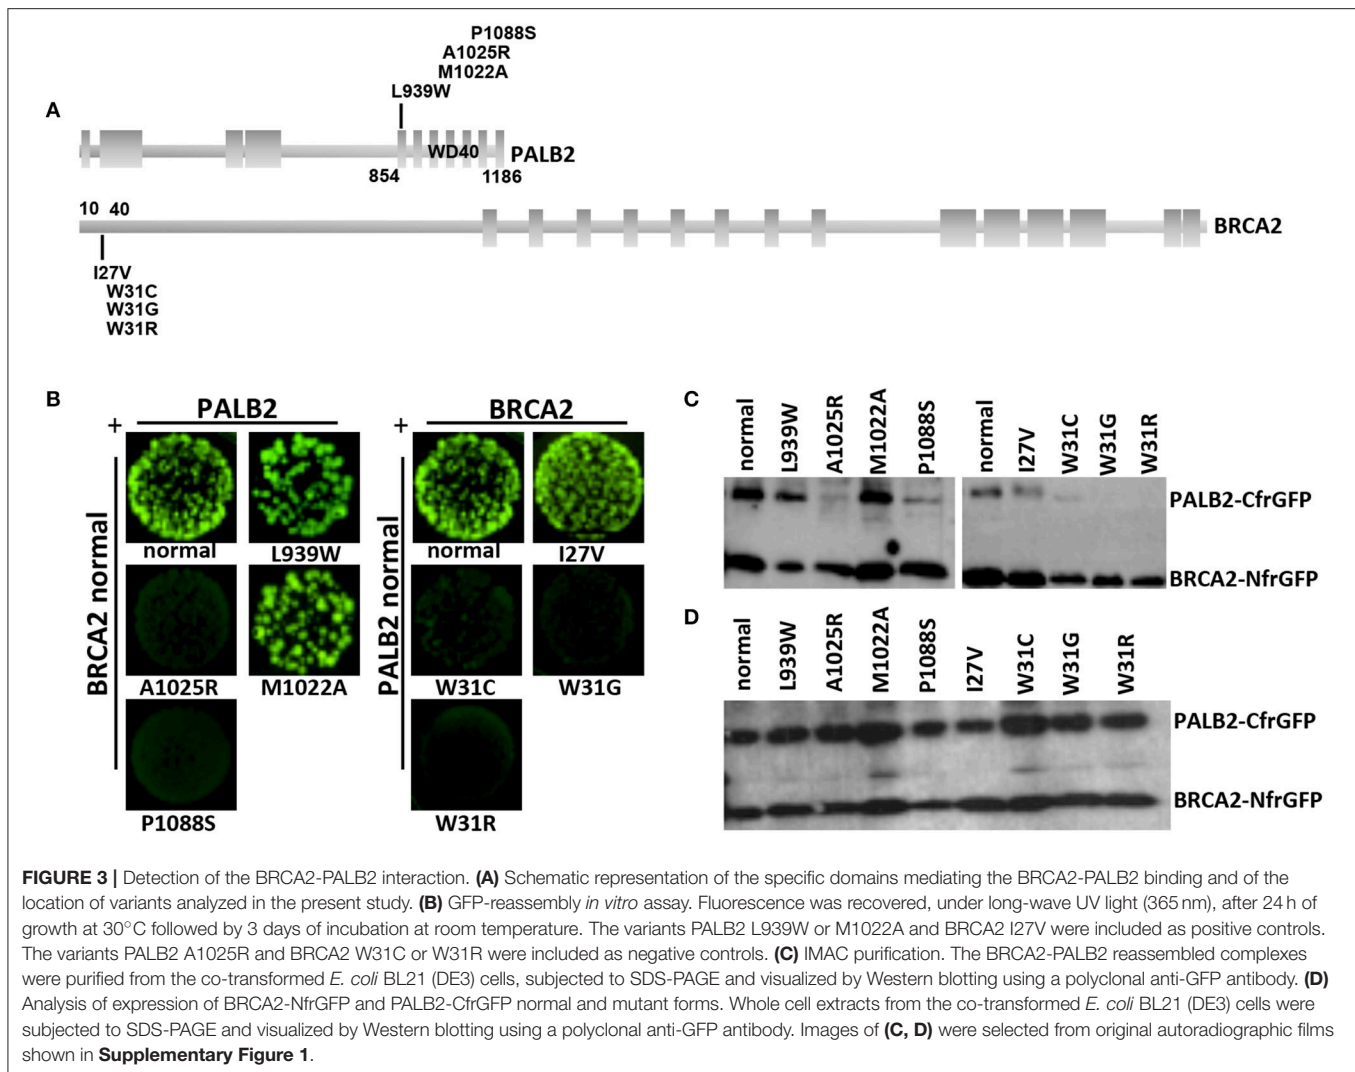 P1088S
A1025R
M1022A
L939W
A
WD40
PALB2
854
1186
10 40
BRCA2
I27V
W31C
W31G
W31R
B
+
PALB2
BRCA2 normal
normal
L939W
A1025R
M1022A
P1088S
+
BRCA2
PALB2 normal
normal
I27V
W31C
W31G
W31R
C
normal
L939W
A1025R
M1022A
P1088S
normal
I27V
W31C
W31G
W31R
PALB2-CfrGFP
BRCA2-NfrGFP
D
normal
L939W
A1025R
M1022A
P1088S
I27V
W31C
W31G
W31R
PALB2-CfrGFP
BRCA2-NfrGFP
FIGURE 3 | Detection of the BRCA2-PALB2 interaction. (A) Schematic representation of the specific domains mediating the BRCA2-PALB2 binding and of the
location of variants analyzed in the present study. (B) GFP-reassembly in vitro assay. Fluorescence was recovered, under long-wave UV light (365 nm), after 24 h of
growth at 30°C followed by 3 days of incubation at room temperature. The variants PALB2 L939W or M1022A and BRCA2 I27V were included as positive controls.
The variants PALB2 A1025R and BRCA2 W31C or W31R were included as negative controls. (C) IMAC purification. The BRCA2-PALB2 reassembled complexes
were purified from the co-transformed E. coli BL21 (DE3) cells, subjected to SDS-PAGE and visualized by Western blotting using a polyclonal anti-GFP antibody. (D)
Analysis of expression of BRCA2-NfrGFP and PALB2-CfrGFP normal and mutant forms. Whole cell extracts from the co-transformed E. coli BL21 (DE3) cells were
subjected to SDS-PAGE and visualized by Western blotting using a polyclonal anti-GFP antibody. Images of (C, D) were selected from original autoradiographic films
shown in Supplementary Figure 1.